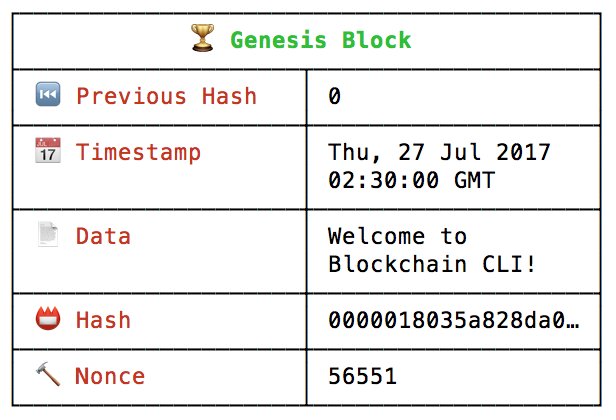 Genesis Block
Previous Hash 0
Timestamp Thu, 27 Jul 2017
02:30:00 GMT
Data Welcome to
Blockchain CLI!
Hash 0000018035a828da0…
Nonce 56551